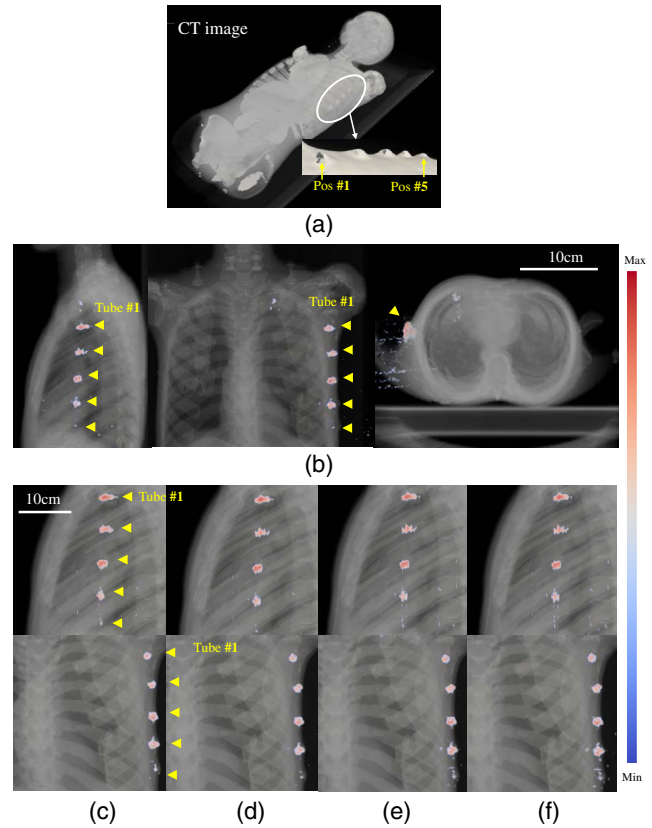 CT image
Pos #1
Pos #5
(a)
10cm
Max
Tube #1
Tube #1
(b)
10cm
Tube #1
Tube #1
Min
(c)
(d)
(e)
(f)